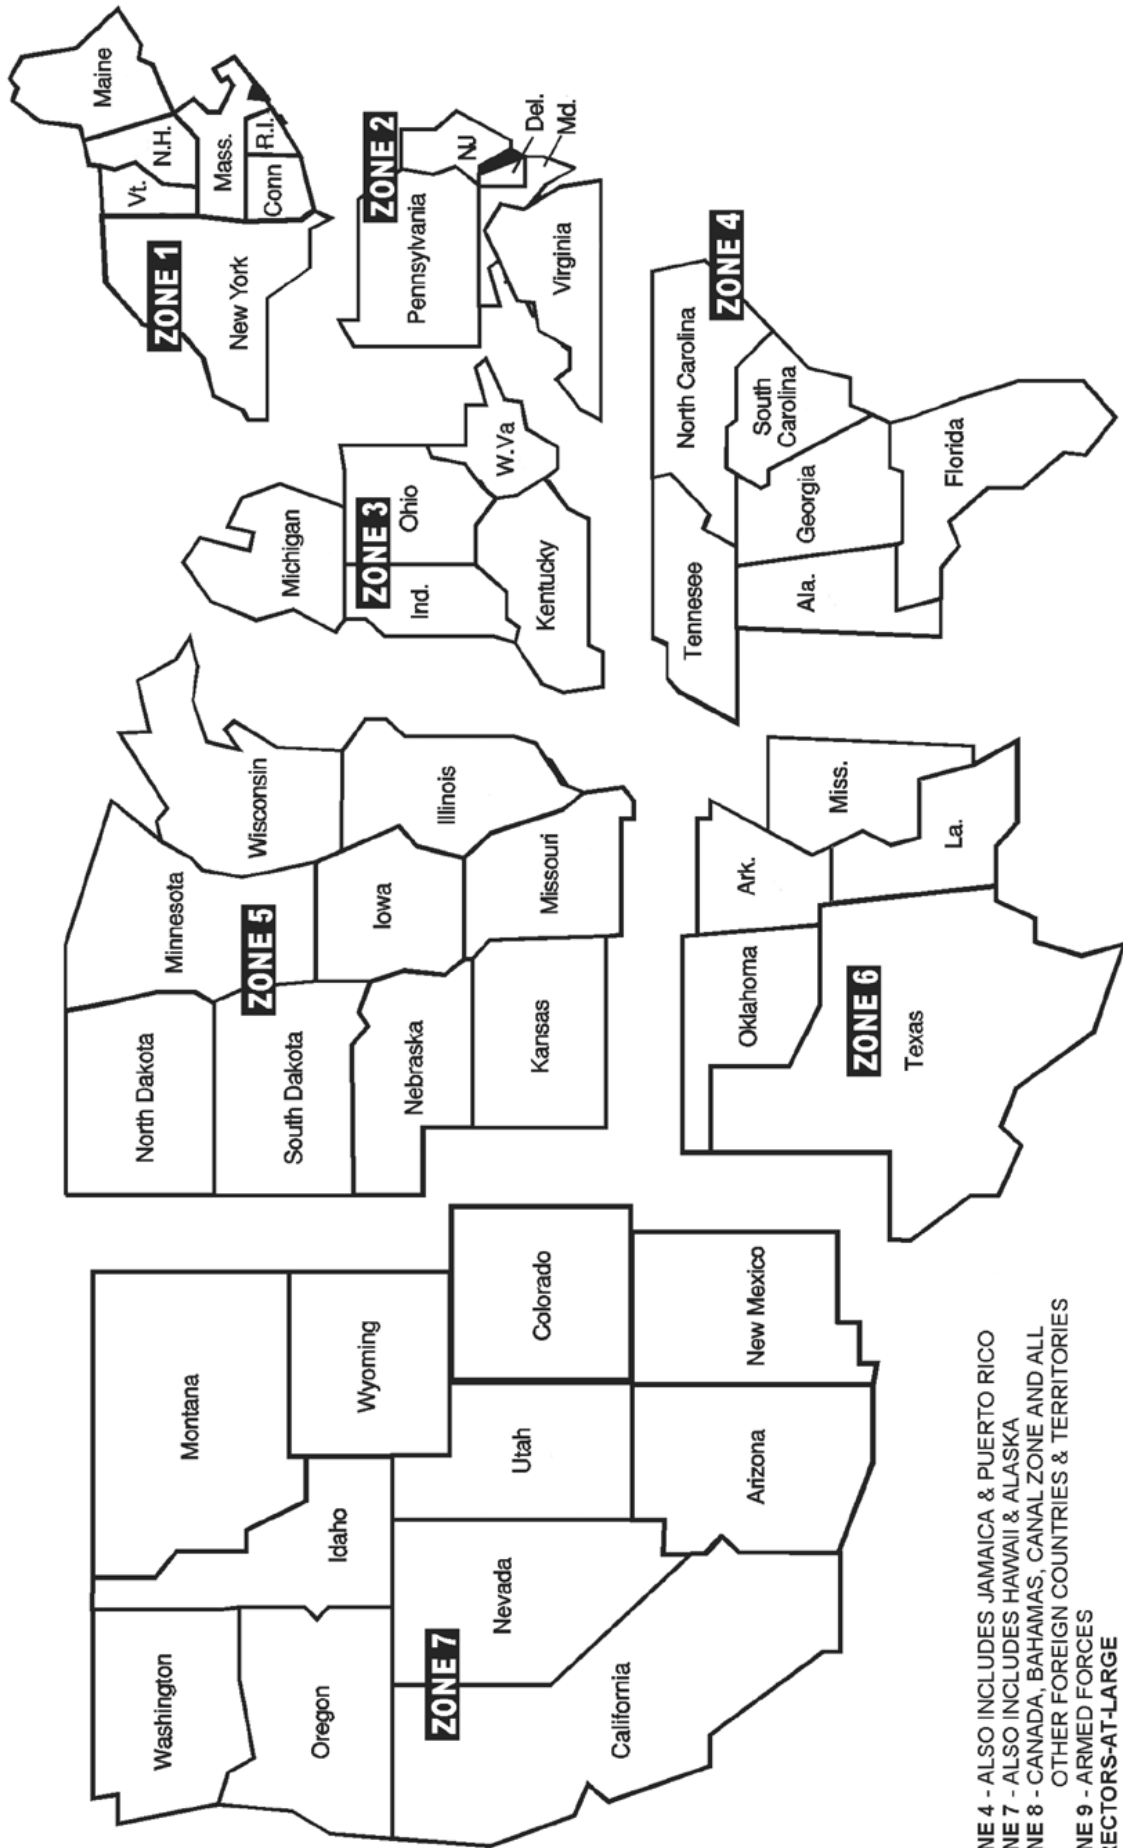 Washington
Oregon
California
ZONE 7
Nevada
Idaho
Montana
Wyoming
Utah
Colorado
Arizona
New Mexico
North Dakota
South Dakota
Nebraska
Kansas
Minnesota
ZONE 5
Iowa
Missouri
Wisconsin
Illinois
Oklahoma
ZONE 6
Texas
Ark.
La.
Miss.
Michigan
ZONE 3
Ind.
Ohio
Kentucky
W.Va
Tennesee
North Carolina
ZONE 4
South
Carolina
Georgia
Ala.
Florida
ZONE 1
New York
Vt.
N.H.
Maine
Mass.
Conn
R.I.
ZONE 2
Pennsylvania
NJ
Del.
Md.
Virginia
NE 4 - ALSO INCLUDES JAMAICA & PUERTO RICO
NE 7 - ALSO INCLUDES HAWAII & ALASKA
NE 8 - CANADA, BAHAMAS, CANAL ZONE AND ALL
OTHER FOREIGN COUNTRIES & TERRITORIES
NE 9 - ARMED FORCES
RECTORS-AT-LARGE